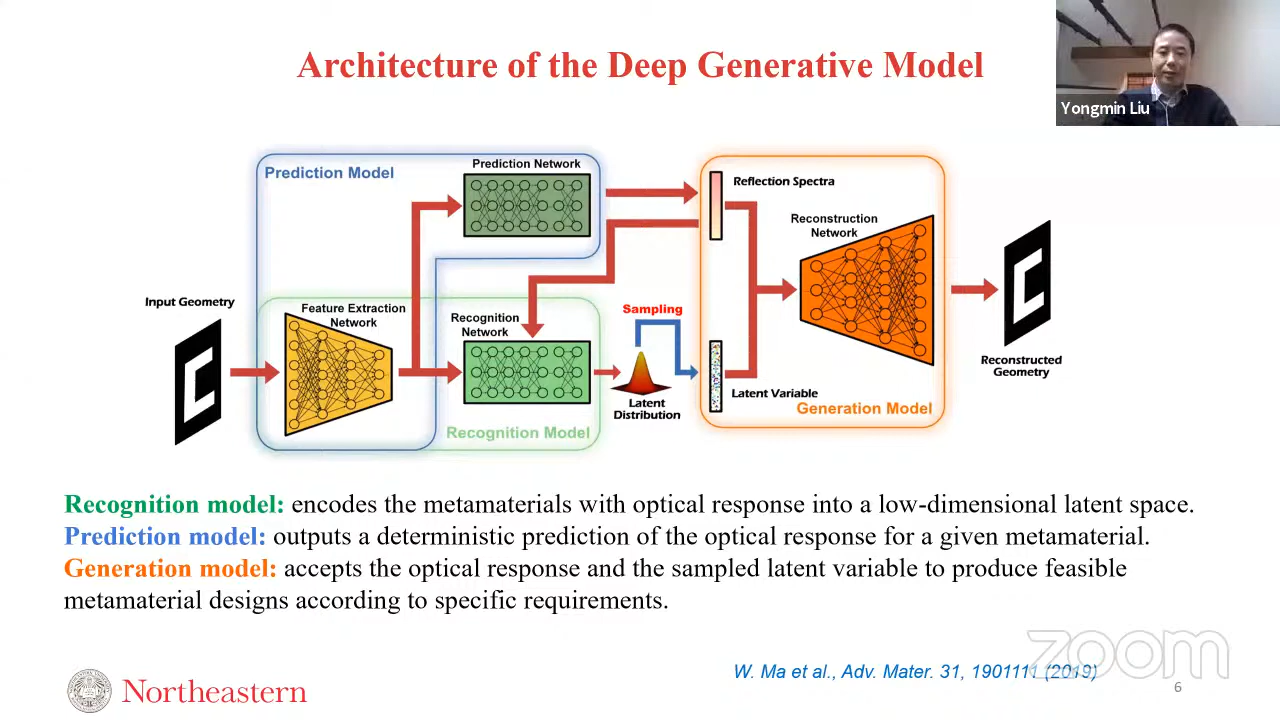 Architecture of the Deep Generative Model
Yongmin Liu
Prediction Model
Prediction Network
Reflection Spectra
Reconstruction
Network
Input Geometry
Feature Extraction
Network
Recognition
Network
Sampling
Latent
Distribution
Latent Variable
Reconstructed
Geometry
Recognition Model
Generation Model
Recognition model: encodes the metamaterials with optical response into a low-dimensional latent space.
Prediction model: outputs a deterministic prediction of the optical response for a given metamaterial.
Generation model: accepts the optical response and the sampled latent variable to produce feasible
metamaterial designs according to specific requirements.
zoom
W. Ma et al., Adv. Mater. 31, 1901111 (2019)
Northeastern
6